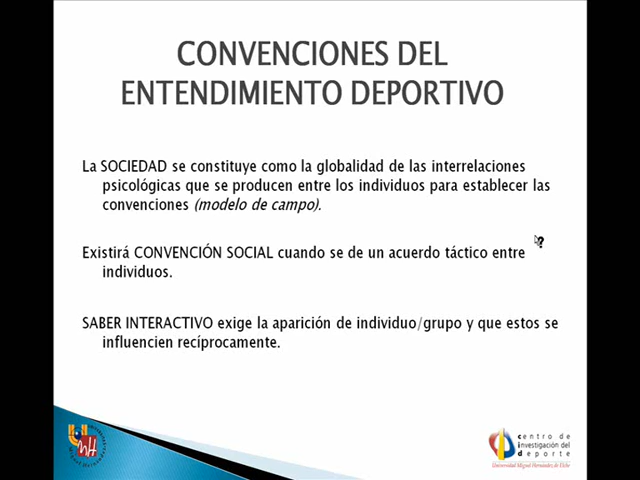 CONVENCIONES DEL
ENTENDIMIENTO DEPORTIVO
La SOCIEDAD se constituye como la globalidad de las interrelaciones
psicológicas que se producen entre los individuos para establecer las
convenciones (modelo de campo).
Existirá CONVENCIÓN SOCIAL cuando se de un acuerdo táctico entre
individuos.
SABER INTERACTIVO exige la aparición de individuo/grupo y que estos se
influencien recíprocamente.
centro de
investigación del
deporte
Universidad Miguel Hernández de Elche